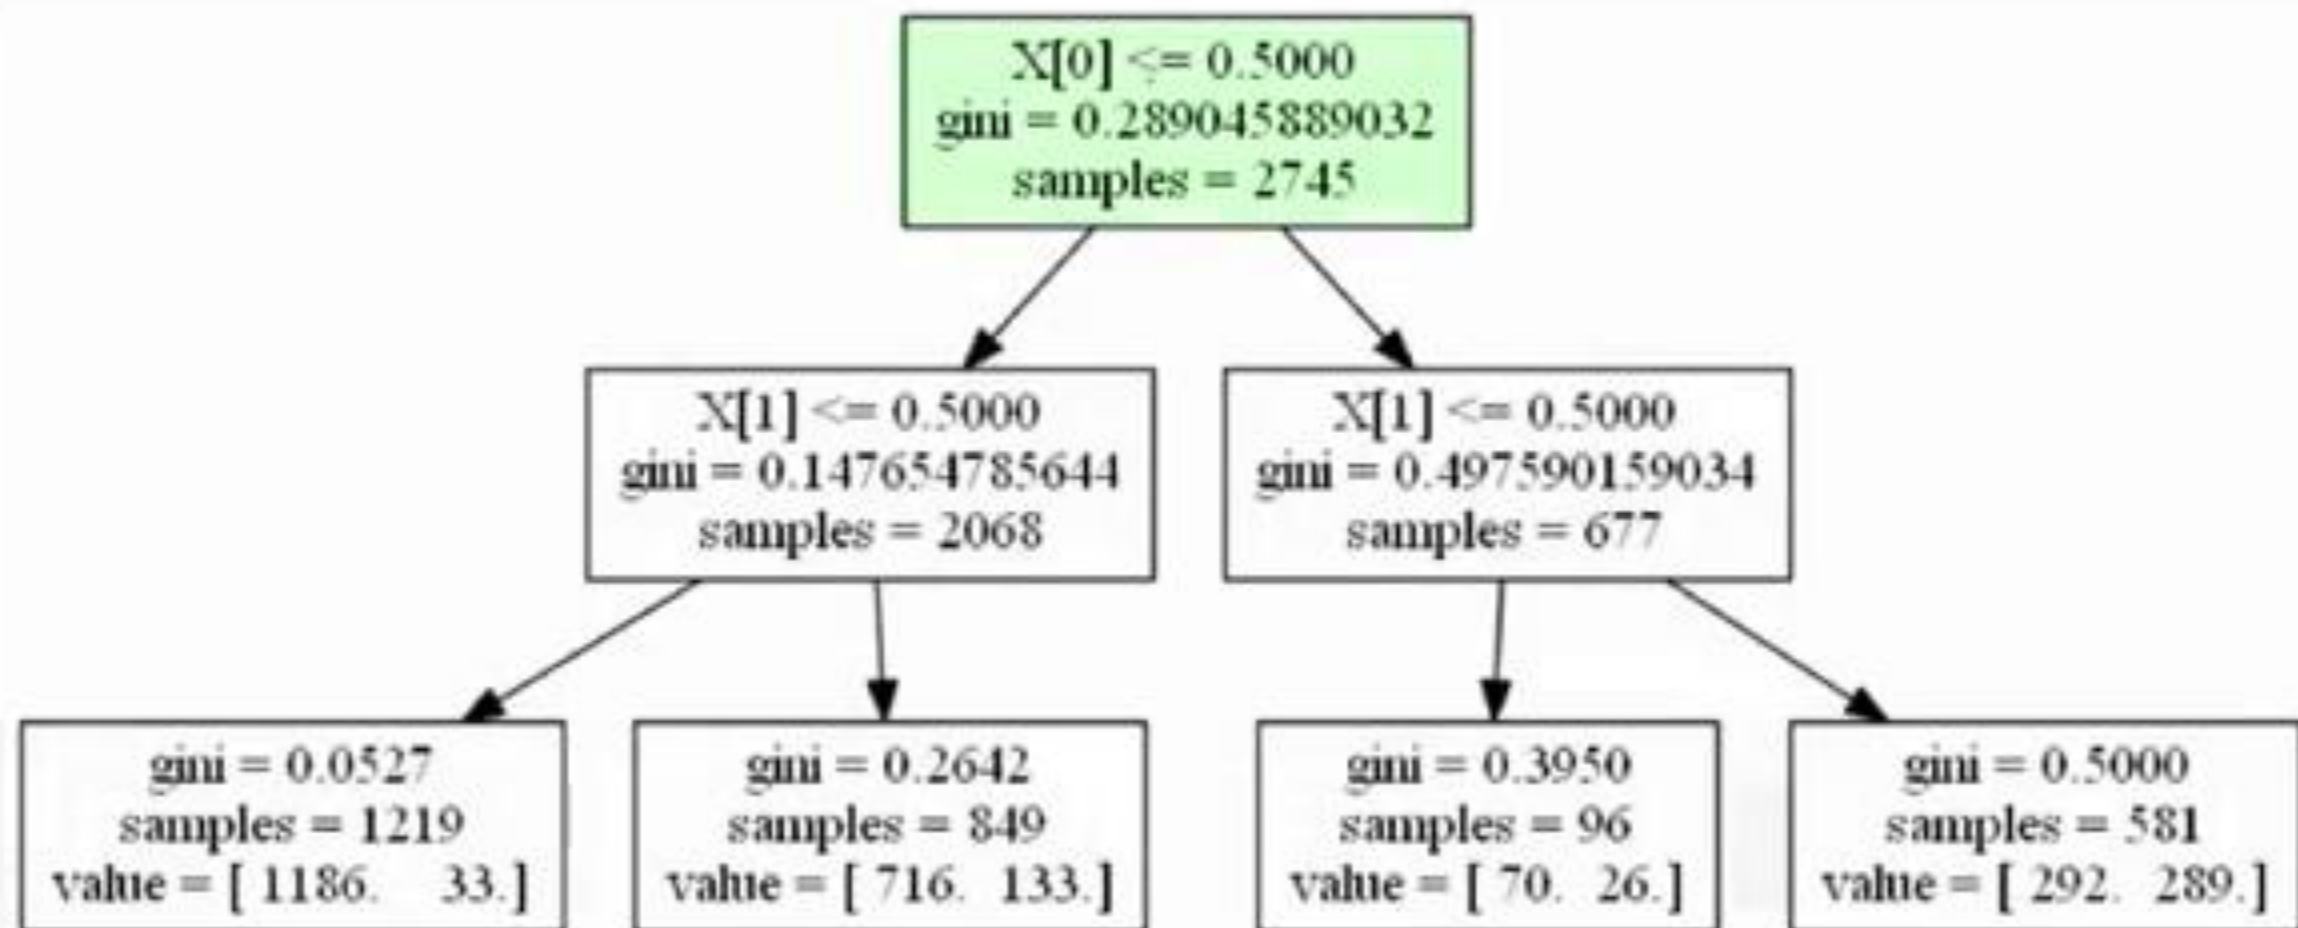 X[0] <= 0.5000
gini = 0.289045889032
samples = 2745
X[1] <= 0.5000
gini = 0.147654785644
samples = 2068
X[1] <= 0.5000
gini = 0.497590159034
samples = 677
gini = 0.0527
samples = 1219
value = [ 1186. 33.]
gini = 0.2642
samples = 849
value = [ 716. 133.]
gini = 0.3950
samples = 96
value = [ 70. 26.]
gini = 0.5000
samples = 581
value = [ 292. 289.]